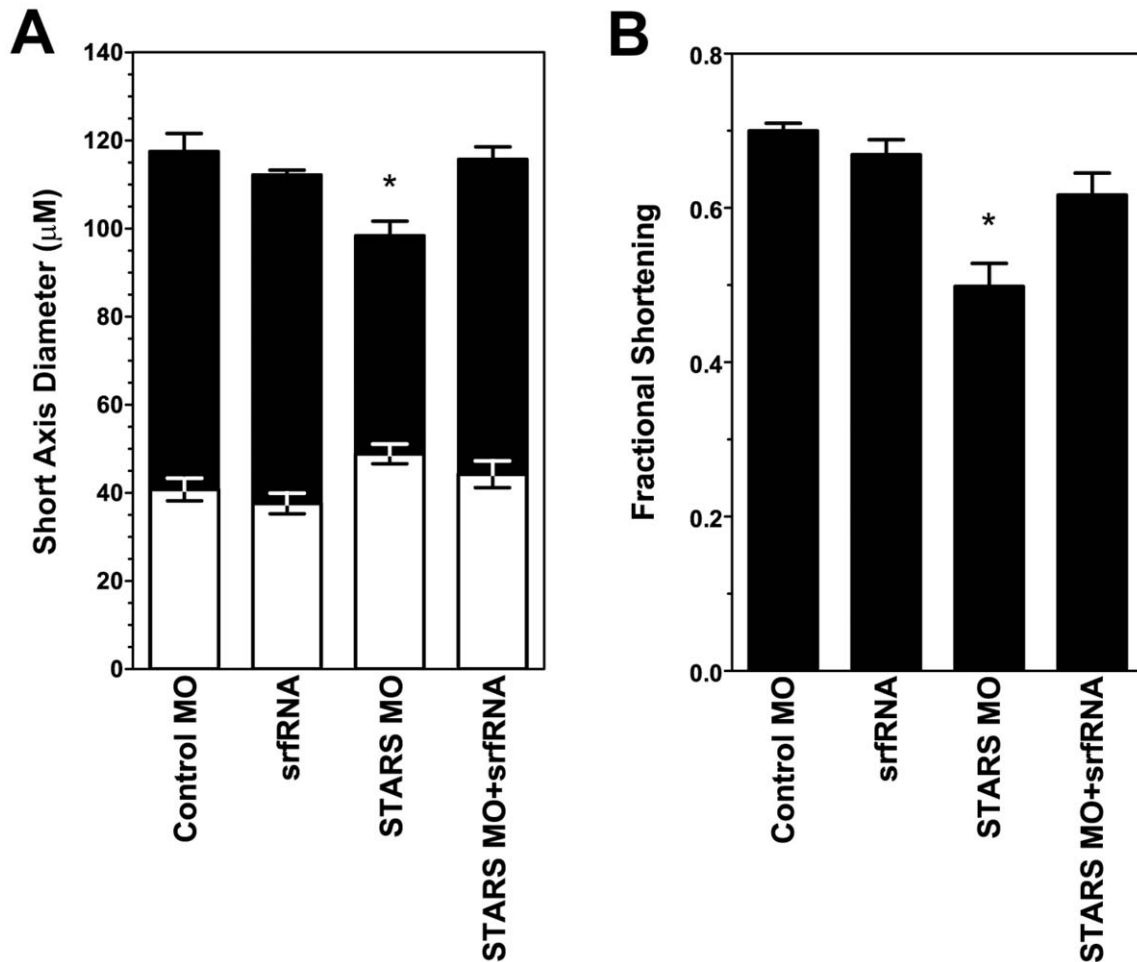 A
Short Axis Diameter (μM)
140
120
100
80
60
40
20
0
*
Control MO
srfRNA
STARS MO
STARS MO+srfRNA
B
Fractional Shortening
0.8
0.6
0.4
0.2
0.0
*
Control MO
srfRNA
STARS MO
STARS MO+srfRNA